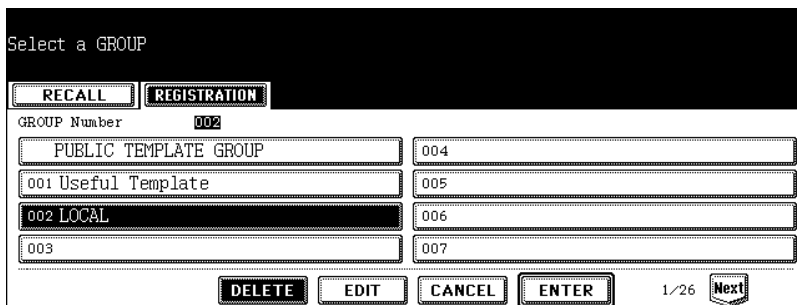 Select a GROUP
RECALL REGISTRATION
GROUP Number 002
PUBLIC TEMPLATE GROUP 004
001 Useful Template 005
002 LOCAL 006
003 007
DELETE EDIT CANCEL ENTER 1/26 Next